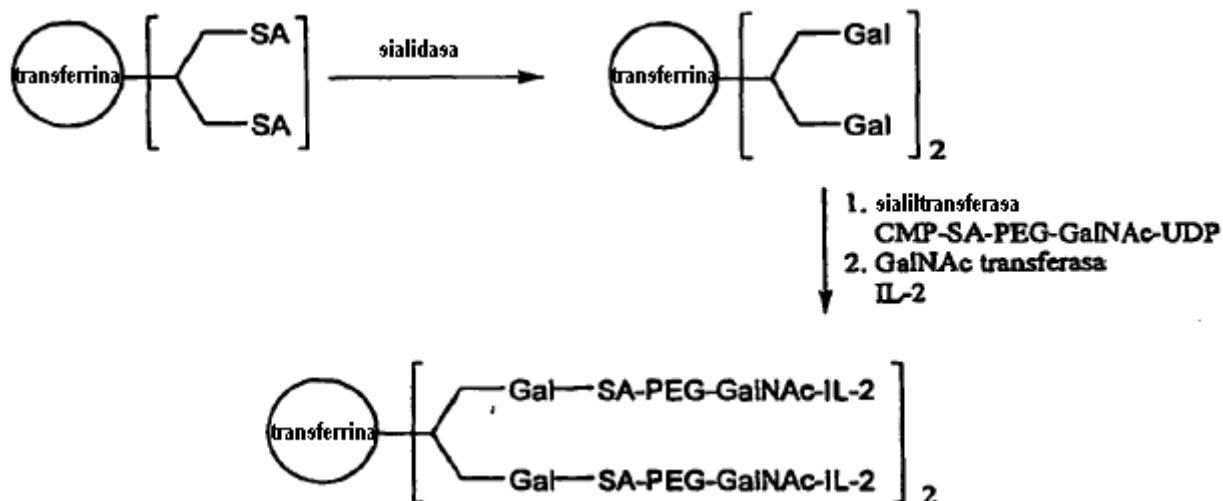 SA
transferrina
SA
sialidasa
Gal
transferrina
Gal
2
1. sialiltransferasa
CMP-SA-PEG-GalNAc-UDP
2. GalNAc transferasa
IL-2
Gal—SA-PEG-GalNAc-IL-2
transferrina
Gal—SA-PEG-GalNAc-IL-2
2